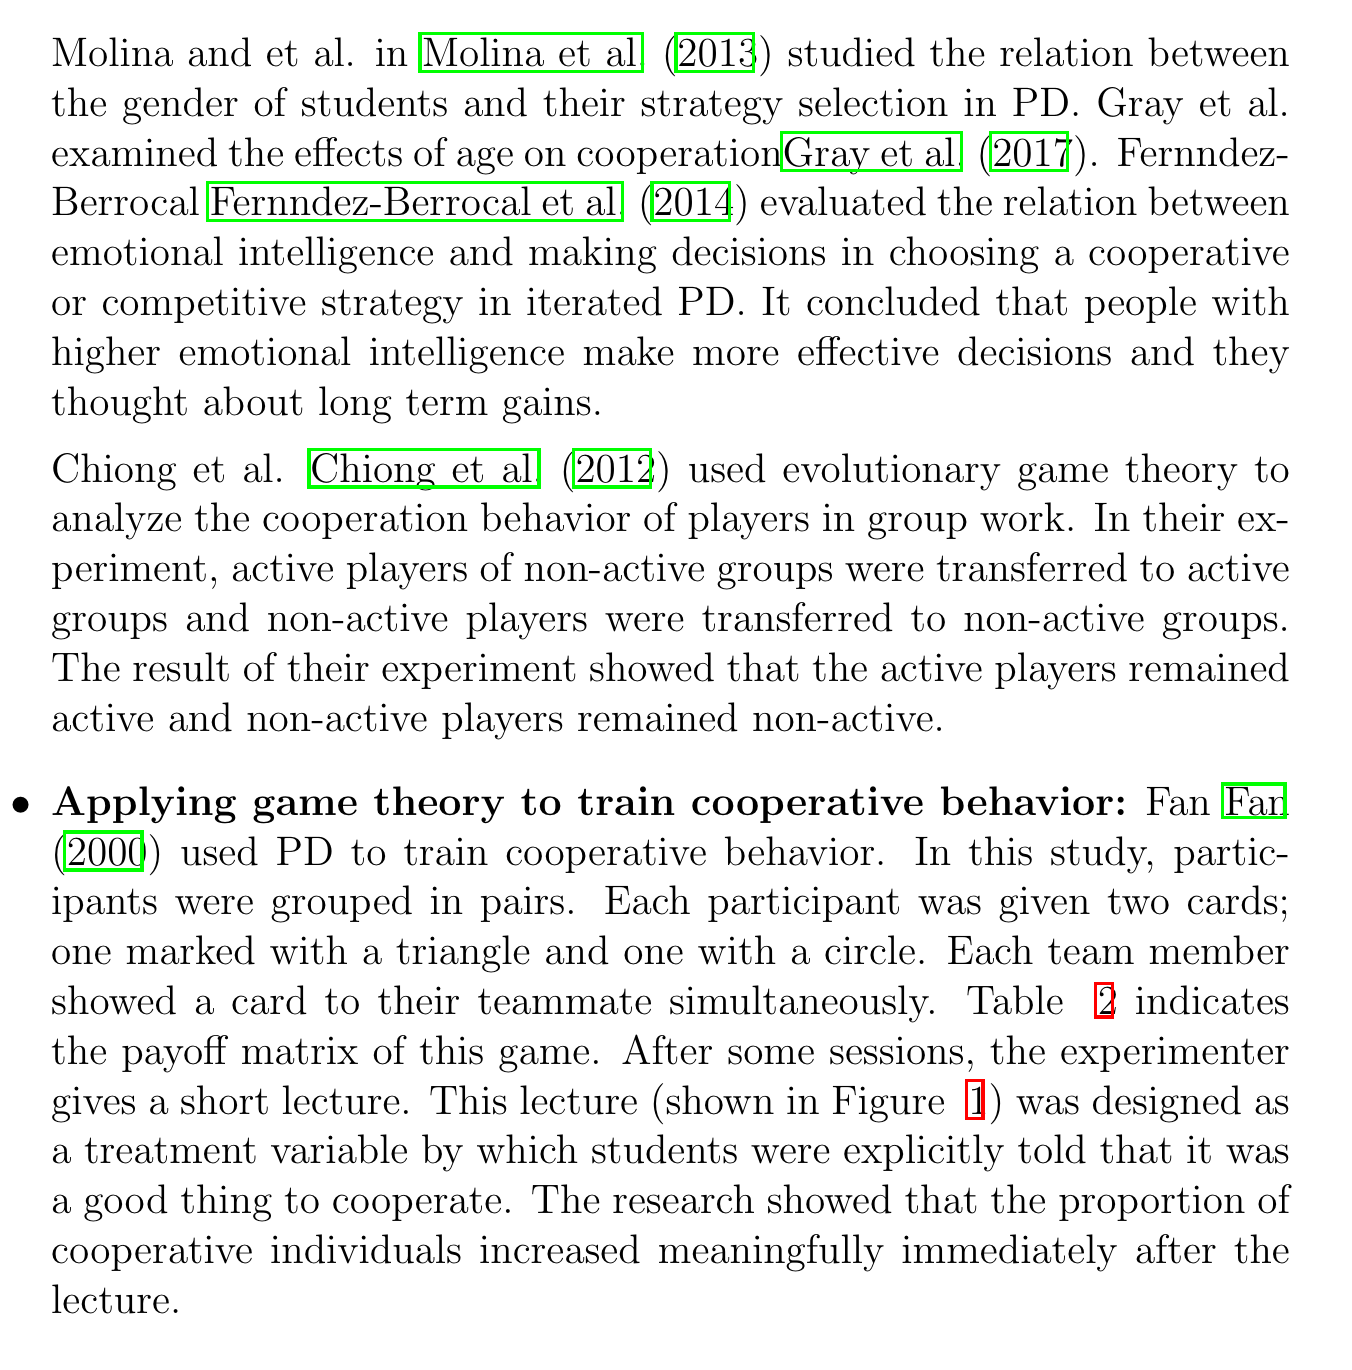 Molina and et al. in Molina et al. (2013) studied the relation between
the gender of students and their strategy selection in PD. Gray et al.
examined the effects of age on cooperationGray et al. (2017). Fernndez-
Berrocal Fernndez-Berrocal et al. (2014) evaluated the relation between
emotional intelligence and making decisions in choosing a cooperative
or competitive strategy in iterated PD. It concluded that people with
higher emotional intelligence make more effective decisions and they
thought about long term gains.
Chiong et al. Chiong et al. (2012) used evolutionary game theory to
analyze the cooperation behavior of players in group work. In their ex-
periment, active players of non-active groups were transferred to active
groups and non-active players were transferred to non-active groups.
The result of their experiment showed that the active players remained
active and non-active players remained non-active.
• Applying game theory to train cooperative behavior: Fan Fan
(2000) used PD to train cooperative behavior. In this study, partic-
ipants were grouped in pairs. Each participant was given two cards;
one marked with a triangle and one with a circle. Each team member
showed a card to their teammate simultaneously. Table 2 indicates
the payoff matrix of this game. After some sessions, the experimenter
gives a short lecture. This lecture (shown in Figure 1) was designed as
a treatment variable by which students were explicitly told that it was
a good thing to cooperate. The research showed that the proportion of
cooperative individuals increased meaningfully immediately after the
lecture.